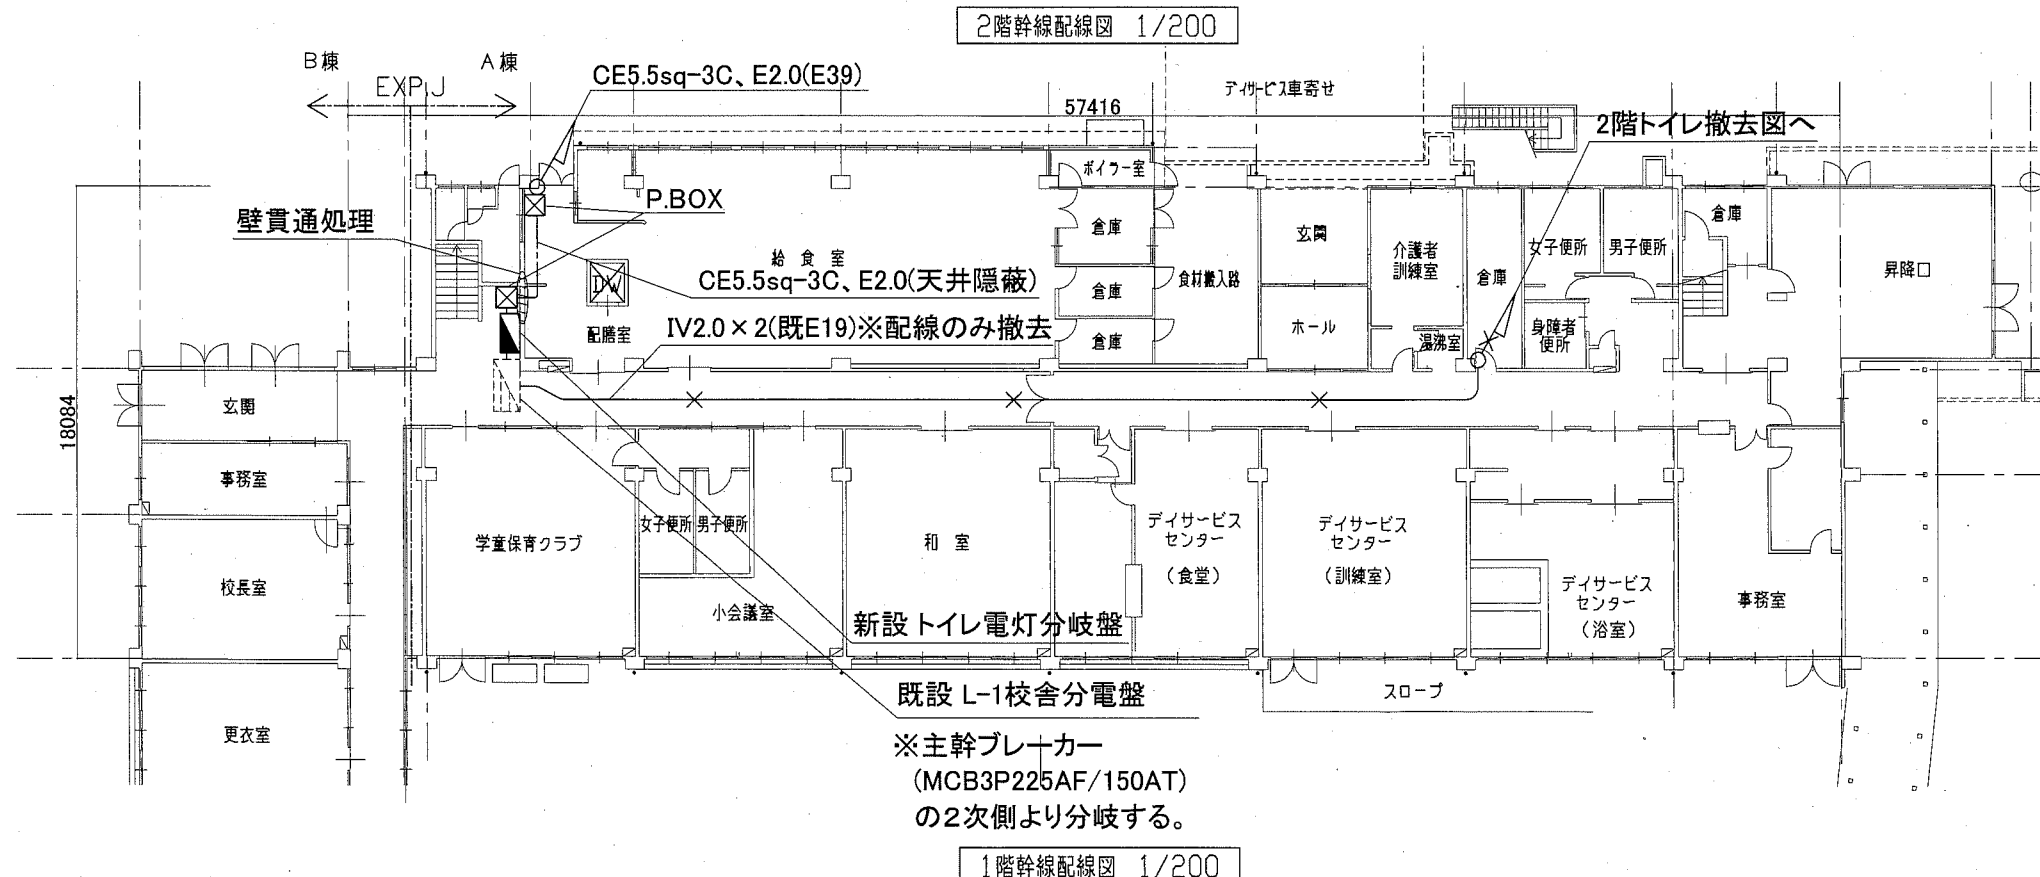 2階幹線配線図 1/200
B棟
A棟
EXP.J
CE5.5sq-3C、E2.0(E39)
デイサービス車寄せ
57416
2階トイレ撤去図へ
ボイラー室
P.BOX
壁貫通処理
倉庫
玄関
介護者
訓練室
倉庫
女子便所
男子便所
倉庫
昇降口
給食室
DW
CE5.5sq-3C、E2.0(天井隠蔽)
倉庫
食材搬入路
配膳室
IV2.0×2(既E19)※配線のみ撤去
倉庫
ホール
湯沸室
身障者
便所
18084
玄関
事務室
校長室
更衣室
学童保育クラブ
女子便所
男子便所
小会議室
和室
デイサービス
センター
(食堂)
デイサービス
センター
(訓練室)
デイサービス
センター
(浴室)
事務室
新設トイレ電灯分岐盤
既設 L-1校舎分電盤
スロープ
※主幹ブレーカー
(MCB3P225AF/150AT)
の2次側より分岐する。
1階幹線配線図 1/200